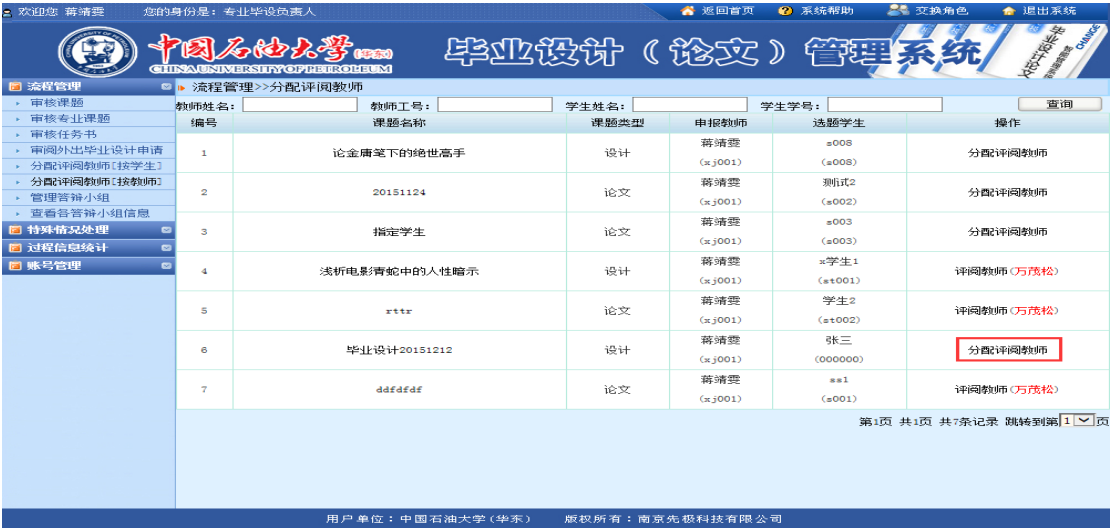 欢迎您 蒋靖霊 您的身份是：专业毕设负责人 返回首页 系统帮助 交换角色 退出系统
中国石油大学(华东) 毕业设计（论文）管理系统
CHINA UNIVERSITY OF PETROLEUM
毕业设计论文
CHANGE
流程管理
审核课题
审核专业课题
审核任务书
审阅外出毕业设计申请
分配评阅教师[按学生]
分配评阅教师[按教师]
管理答辩小组
查看各答辩小组信息
特殊情况处理
过程信息统计
账号管理
流程管理>>分配评阅教师
教师姓名： 教师工号： 学生姓名： 学生学号： 查询
编号 课题名称 课题类型 申报教师 选题学生 操作
1 论金庸笔下的绝世高手 设计 蒋靖霊 (xj001) s008 (s008) 分配评阅教师
2 20151124 论文 蒋靖霊 (xj001) 测试2 (s002) 分配评阅教师
3 指定学生 论文 蒋靖霊 (xj001) s003 (s003) 分配评阅教师
4 浅析电影青蛇中的人性暗示 设计 蒋靖霊 (xj001) x学生1 (st001) 评阅教师(万茂松)
5 rttr 论文 蒋靖霊 (xj001) 学生2 (st002) 评阅教师(万茂松)
6 毕业设计20151212 设计 蒋靖霊 (xj001) 张三 (000000) 分配评阅教师
7 ddfdfdf 论文 蒋靖霊 (xj001) ss1 (s001) 评阅教师(万茂松)
第1页 共1页 共7条记录 跳转到第 1 页
用户单位：中国石油大学(华东) 版权所有：南京先极科技有限公司